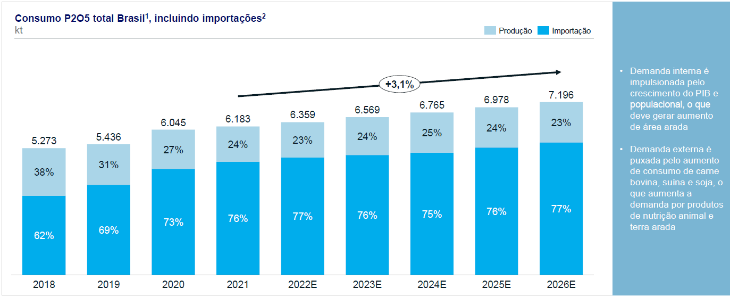 Consumo P2O5 total Brasil¹, incluindo importações²
kt
Produção Importação
+3,1%
5.273 5.436 6.045 6.183 6.359 6.569 6.765 6.978 7.196
38% 31% 27% 24% 23% 24% 25% 24% 23%
62% 69% 73% 76% 77% 76% 75% 76% 77%
2018 2019 2020 2021 2022E 2023E 2024E 2025E 2026E
• Demanda interna é
impulsionada pelo
crescimento do PIB e
populacional, o que
deve gerar aumento
de área arada
• Demanda externa é
puxada pelo aumento
de consumo de carne
bovina, suína e soja, o
que aumenta a
demanda por produtos
de nutrição animal e
terra arada